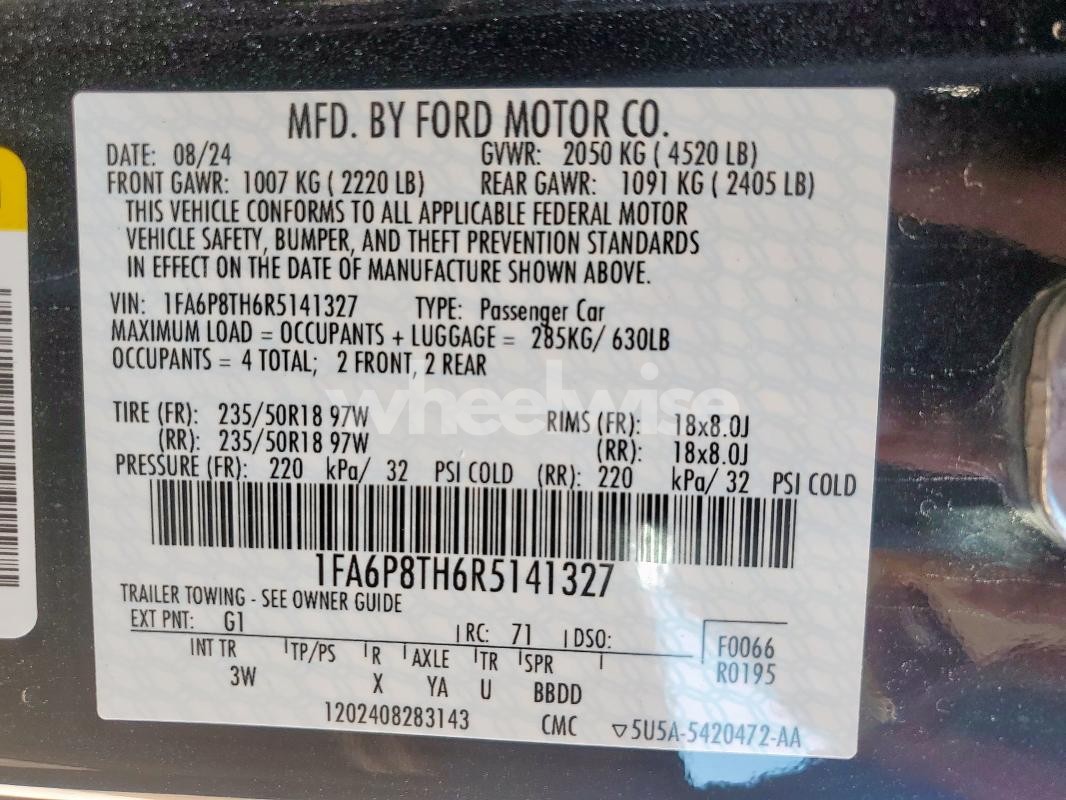 MFD. BY FORD MOTOR CO.
DATE: 08/24 GVWR: 2050 KG ( 4520 LB)
FRONT GAWR: 1007 KG ( 2220 LB) REAR GAWR: 1091 KG ( 2405 LB)
THIS VEHICLE CONFORMS TO ALL APPLICABLE FEDERAL MOTOR
VEHICLE SAFETY, BUMPER, AND THEFT PREVENTION STANDARDS
IN EFFECT ON THE DATE OF MANUFACTURE SHOWN ABOVE.
VIN: 1FA6P8TH6R5141327 TYPE: Passenger Car
MAXIMUM LOAD = OCCUPANTS + LUGGAGE = 285KG/ 630LB
OCCUPANTS = 4 TOTAL; 2 FRONT, 2 REAR
wheelwise
TIRE (FR): 235/50R18 97W RIMS (FR): 18x8.0J
(RR): 235/50R18 97W (RR): 18x8.0J
PRESSURE (FR): 220 kPa/ 32 PSI COLD (RR): 220 kPa/ 32 PSI COLD
1FA6P8TH6R5141327
TRAILER TOWING - SEE OWNER GUIDE
EXT PNT: G1 RC: 71 DSO:
F0066
R0195
INT TR TP/PS R AXLE TR SPR
3W X YA U BBDD
1202408283143 CMC ▽5U5A-5420472-AA